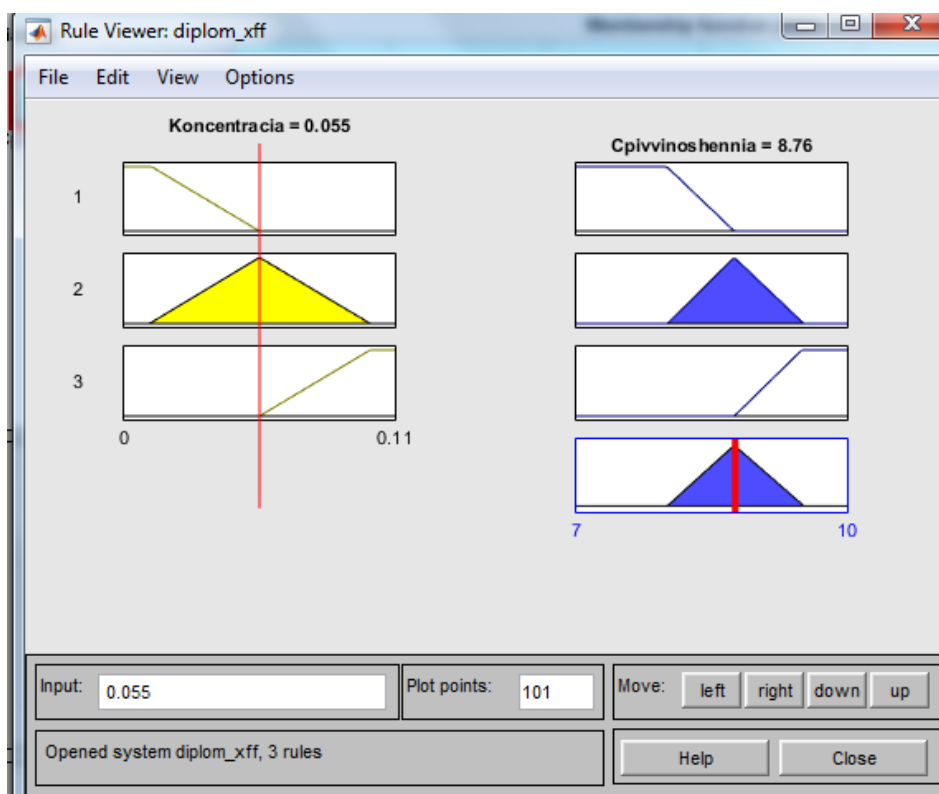 Rule Viewer: diplom_xff
File Edit View Options
Koncentracia = 0.055
Cpivvinoshennia = 8.76
1
2
3
0 0.11
7 10
Input: 0.055
Plot points: 101
Move: left right down up
Opened system diplom_xff, 3 rules
Help Close